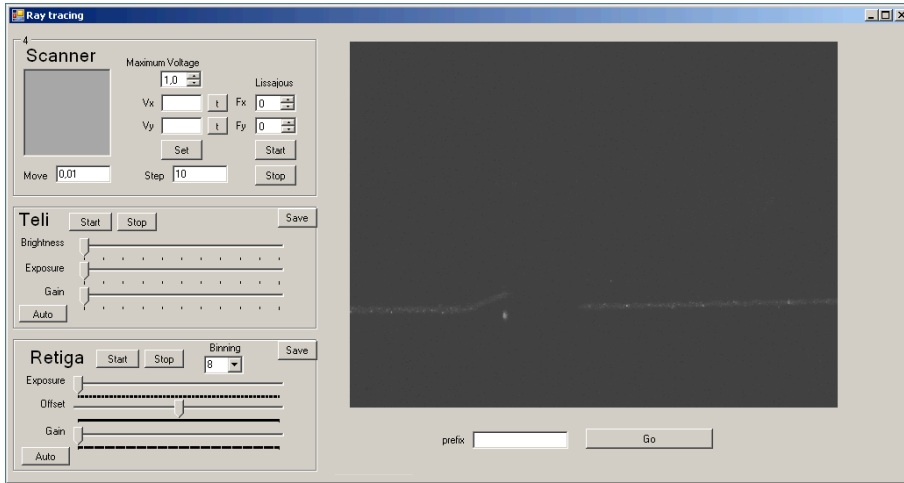 Ray tracing
4
Scanner
Maximum Voltage
1,0
Lissajous
Vx t Fx 0
Vy t Fy 0
Set Start
Move 0,01 Step 10 Stop
Teli Start Stop Save
Brightness
Exposure
Gain
Auto
Retiga Start Stop Binning 8 Save
Exposure
Offset
Gain
Auto
prefix Go